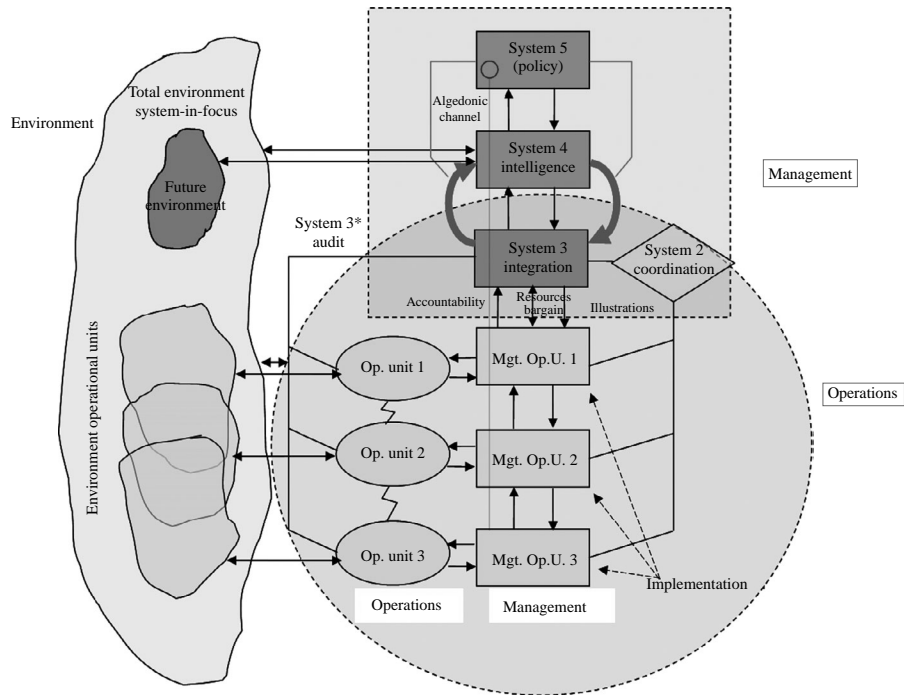 System 5
(policy)
Total environment
system-in-focus
Algedonic
channel
Environment
System 4
intelligence
Management
Future
environment
System 3*
audit
System 3
integration
System 2
coordination
Accountability
Resources
bargain
Illustrations
Op. unit 1
Mgt. Op.U. 1
Operations
Environment operational units
Op. unit 2
Mgt. Op.U. 2
Op. unit 3
Mgt. Op.U. 3
Implementation
Operations
Management